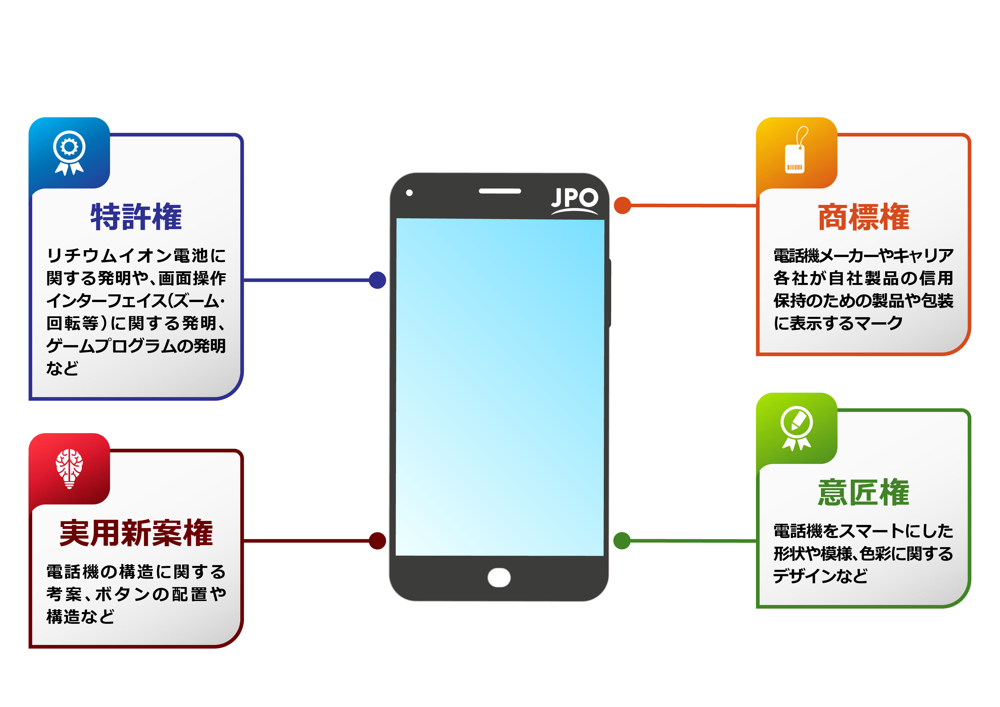 特許権
リチウムイオン電池に
関する発明や、画面操作
インターフェイス(ズーム・
回転等)に関する発明、
ゲームプログラムの発明
など
実用新案権
電話機の構造に関する
考案、ボタンの配置や
構造など
JPO
商標権
電話機メーカーやキャリア
各社が自社製品の信用
保持のための製品や包装
に表示するマーク
意匠権
電話機をスマートにした
形状や模様、色彩に関する
デザインなど